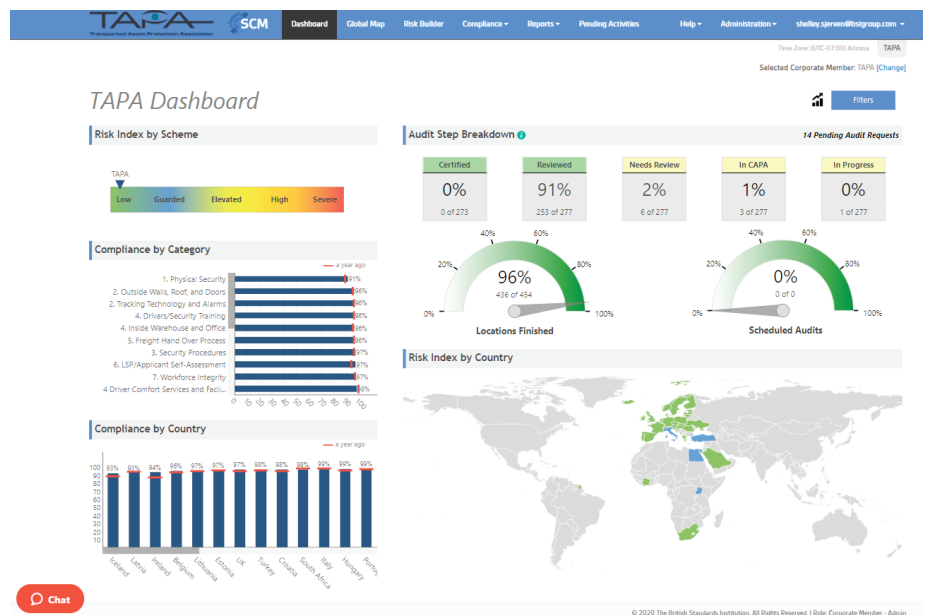 TAPA
Transported Asset Protection Association
SCM
Dashboard
Global Map
Risk Builder
Compliance
Reports
Pending Activities
Help
Administration
shelley.sjerven@bsigroup.com
Time Zone: (UTC-07:00) Arizona
TAPA
Selected Corporate Member: TAPA [Change]
TAPA Dashboard
Filters
Risk Index by Scheme
TAPA
Low Guarded Elevated High Severe
Audit Step Breakdown
14 Pending Audit Requests
Certified
0%
0 of 273
Reviewed
91%
253 of 277
Needs Review
2%
6 of 277
In CAPA
1%
3 of 277
In Progress
0%
1 of 277
0%
20%
40%
60%
80%
100%
96%
436 of 454
Locations Finished
0%
20%
40%
60%
80%
100%
0%
0 of 0
Scheduled Audits
Compliance by Category
a year ago
1. Physical Security 91%
2. Outside Walls, Roof, and Doors 96%
2. Tracking Technology and Alarms 96%
4. Drivers/Security Training 96%
4. Inside Warehouse and Office 96%
5. Freight Hand Over Process 96%
3. Security Procedures 97%
6. LSP/Applicant Self-Assessment 97%
7. Workforce Integrity 97%
4 Driver Comfort Services and Facil... 98%
0 10 20 30 40 50 60 70 80 90 100
Risk Index by Country
Compliance by Country
a year ago
100
90
80
70
60
50
40
30
20
10
93% 93% 94% 96% 97% 97% 97% 98% 98% 98% 99% 99% 99%
Iceland
Latvia
Ireland
Belgium
Lithuania
Estonia
UK
Turkey
Croatia
South Africa
Italy
Hungary
Portu
Chat
© 2020 The British Standards Institution. All Rights Reserved. | Role: Corporate Member - Admin